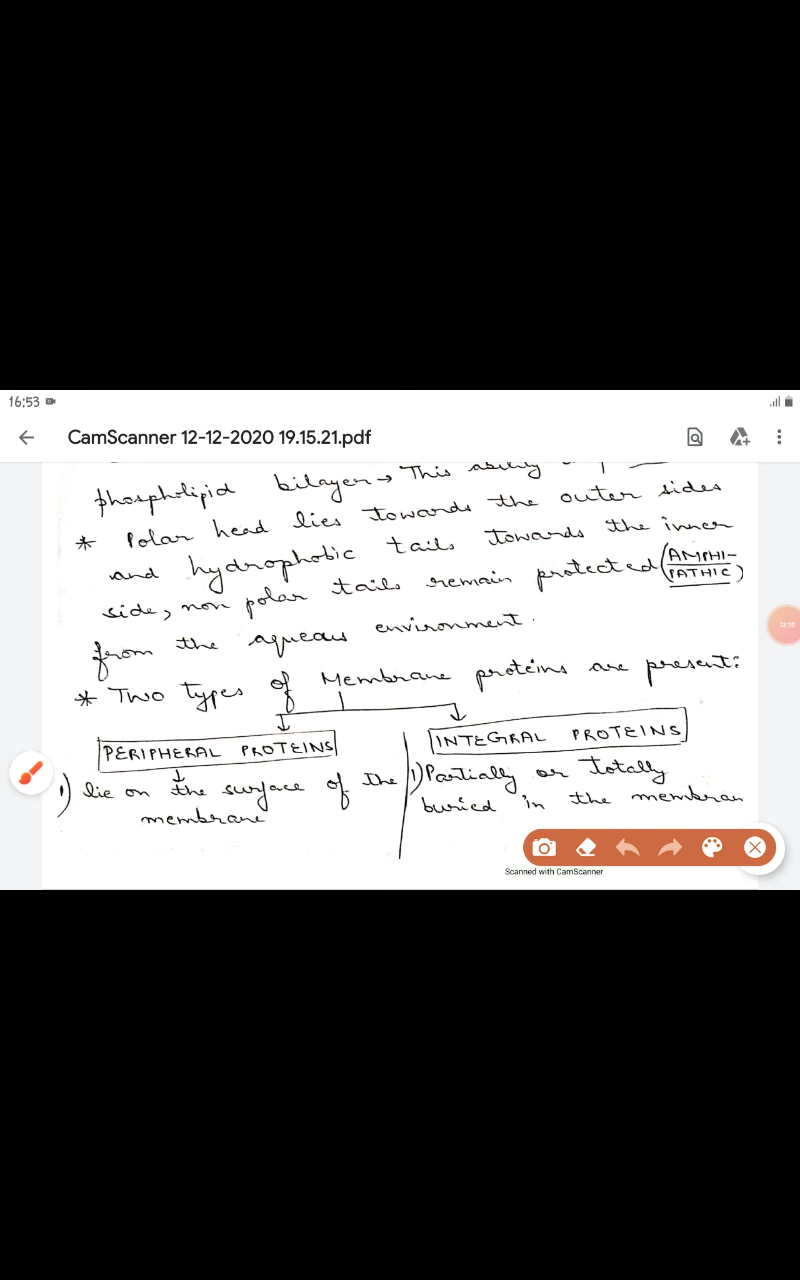 16:53
CamScanner 12-12-2020 19.15.21.pdf
phospholipid bilayer → This ability
* Polar head lies towards the outer sides
and hydrophobic tails towards the inner
side, non polar tails remain protected (AMPHI-
PATHIC)
from the aqueous environment.
* Two types of Membrane proteins are present:
PERIPHERAL PROTEINS
1) lie on the surface of the
membrane
INTEGRAL PROTEINS
1) Partially or Totally
buried in the membran
Scanned with CamScanner